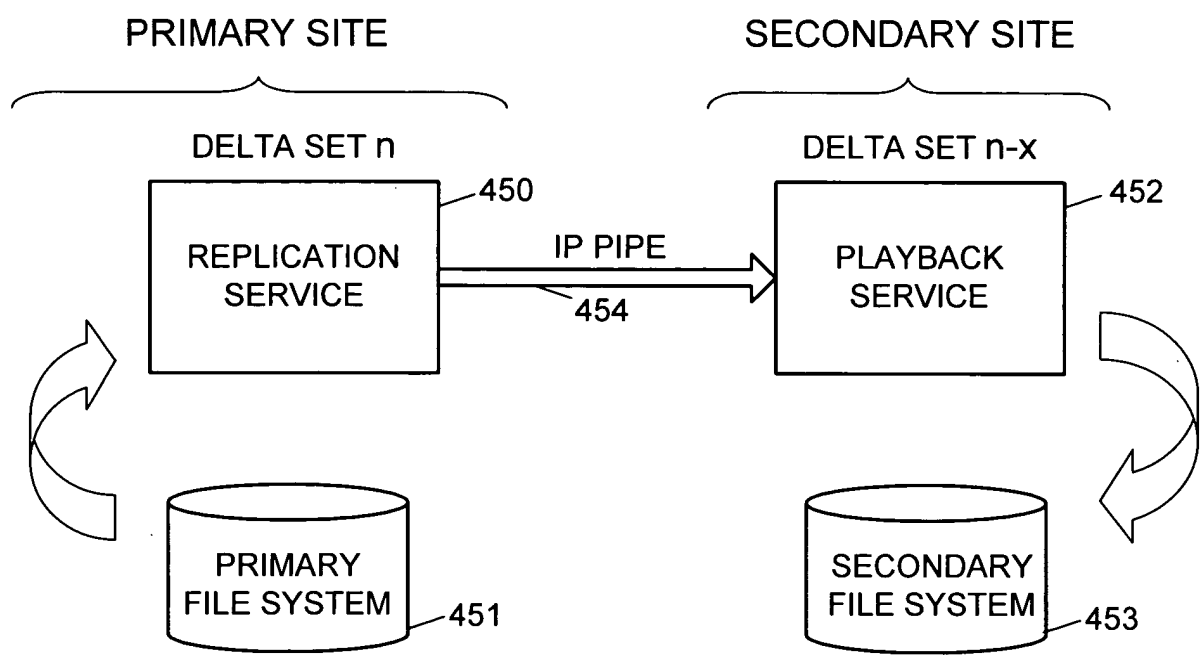 PRIMARY SITE
SECONDARY SITE
DELTA SET n
DELTA SET n-x
450
452
REPLICATION
SERVICE
IP PIPE
454
PLAYBACK
SERVICE
PRIMARY
FILE SYSTEM
451
SECONDARY
FILE SYSTEM
453